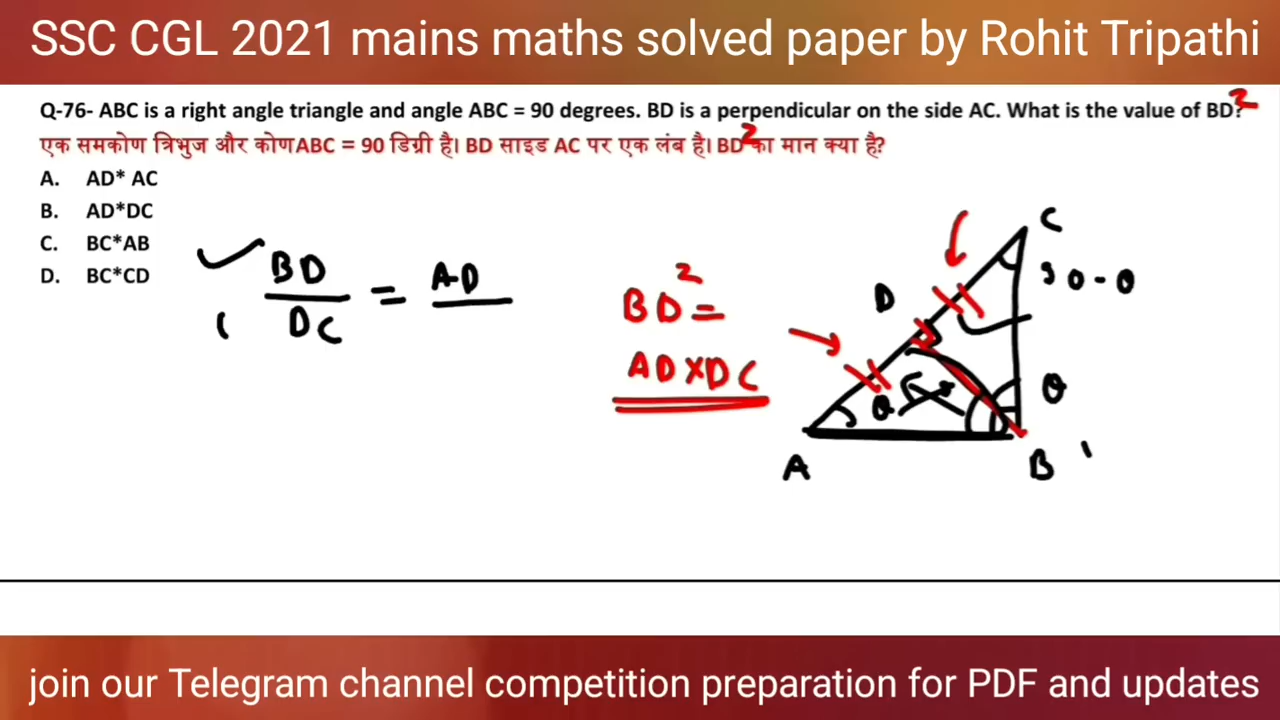 SSC CGL 2021 mains maths solved paper by Rohit Tripathi
Q-76- ABC is a right angle triangle and angle ABC = 90 degrees. BD is a perpendicular on the side AC. What is the value of BD²?
एक समकोण त्रिभुज और कोणABC = 90 डिग्री है। BD साइड AC पर एक लंब है। BD²का मान क्या है?
A. AD* AC
B. AD*DC
C. BC*AB
D. BC*CD
BD/DC = AD
BD² =
AD×DC
C
90-θ
D
θ
θ
A
B
join our Telegram channel competition preparation for PDF and updates